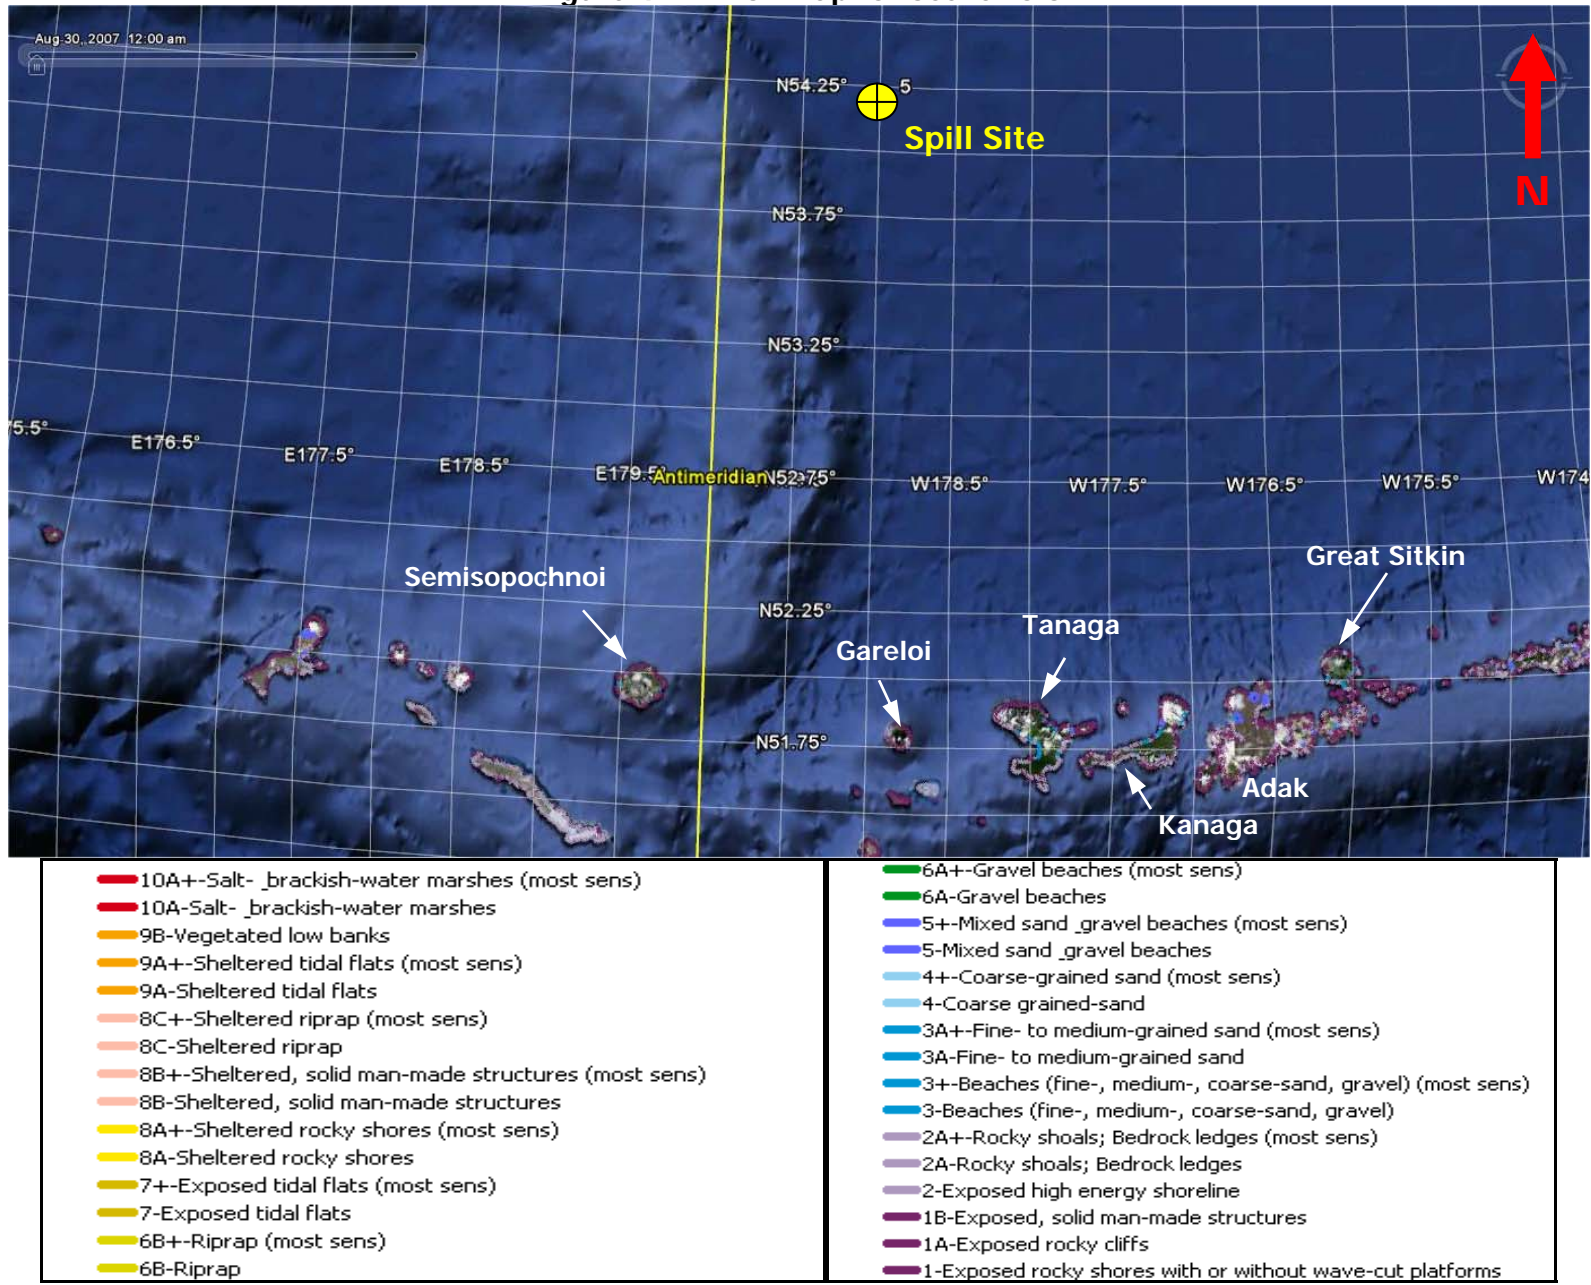 Aug 30, 2007 12:00 am
N54.25°
5
Spill Site
N
N53.75°
N53.25°
75.5°
E176.5°
E177.5°
E178.5°
E179.5°
Antimeridian
N52.75°
W178.5°
W177.5°
W176.5°
W175.5°
W174
Great Sitkin
Semisopochnoi
N52.25°
Tanaga
Gareloi
N51.75°
Adak
Kanaga
10A+-Salt- _brackish-water marshes (most sens)
10A-Salt- _brackish-water marshes
9B-Vegetated low banks
9A+-Sheltered tidal flats (most sens)
9A-Sheltered tidal flats
8C+-Sheltered riprap (most sens)
8C-Sheltered riprap
8B+-Sheltered, solid man-made structures (most sens)
8B-Sheltered, solid man-made structures
8A+-Sheltered rocky shores (most sens)
8A-Sheltered rocky shores
7+-Exposed tidal flats (most sens)
7-Exposed tidal flats
6B+-Riprap (most sens)
6B-Riprap
6A+-Gravel beaches (most sens)
6A-Gravel beaches
5+-Mixed sand _gravel beaches (most sens)
5-Mixed sand _gravel beaches
4+-Coarse-grained sand (most sens)
4-Coarse grained-sand
3A+-Fine- to medium-grained sand (most sens)
3A-Fine- to medium-grained sand
3+-Beaches (fine-, medium-, coarse-sand, gravel) (most sens)
3-Beaches (fine-, medium-, coarse-sand, gravel)
2A+-Rocky shoals; Bedrock ledges (most sens)
2A-Rocky shoals; Bedrock ledges
2-Exposed high energy shoreline
1B-Exposed, solid man-made structures
1A-Exposed rocky cliffs
1-Exposed rocky shores with or without wave-cut platforms